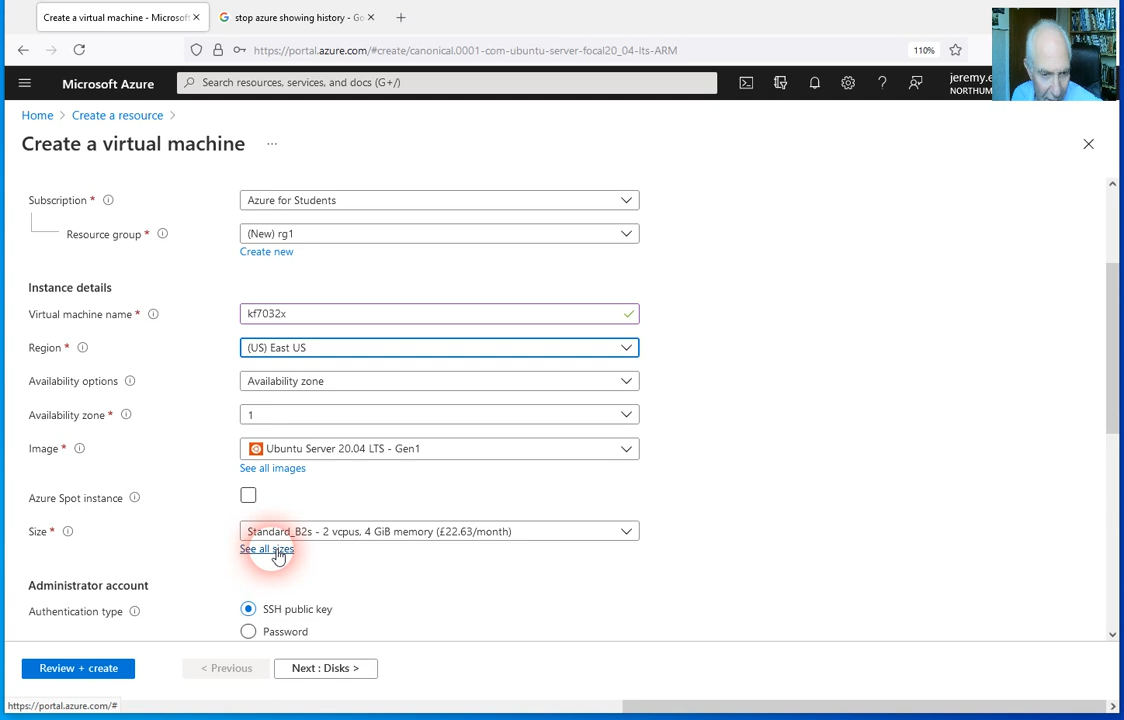 Create a virtual machine - Microsoft
stop azure showing history - Go
https://portal.azure.com/#create/canonical.0001-com-ubuntu-server-focal20_04-lts-ARM
110%
Microsoft Azure
Search resources, services, and docs (G+/)
jeremy.e
NORTHUM
Home
Create a resource
Create a virtual machine
...
Subscription *
Azure for Students
Resource group *
(New) rg1
Create new
Instance details
Virtual machine name *
kf7032x
Region *
(US) East US
Availability options
Availability zone
Availability zone *
1
Image *
Ubuntu Server 20.04 LTS - Gen1
See all images
Azure Spot instance
Size *
Standard_B2s - 2 vcpus, 4 GiB memory (£22.63/month)
See all sizes
Administrator account
Authentication type
SSH public key
Password
Review + create
< Previous
Next : Disks >
https://portal.azure.com/#